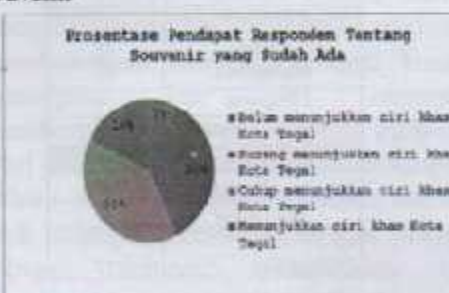 Prosentase Pendapat Responden Tentang
Souvenir yang Sudah Ada
Belum menunjukkan ciri khas
Kota Tegal
Kurang menunjukkan ciri khas
Kota Tegal
Cukup menunjukkan ciri khas
Kota Tegal
Menunjukkan ciri khas Kota
Tegal